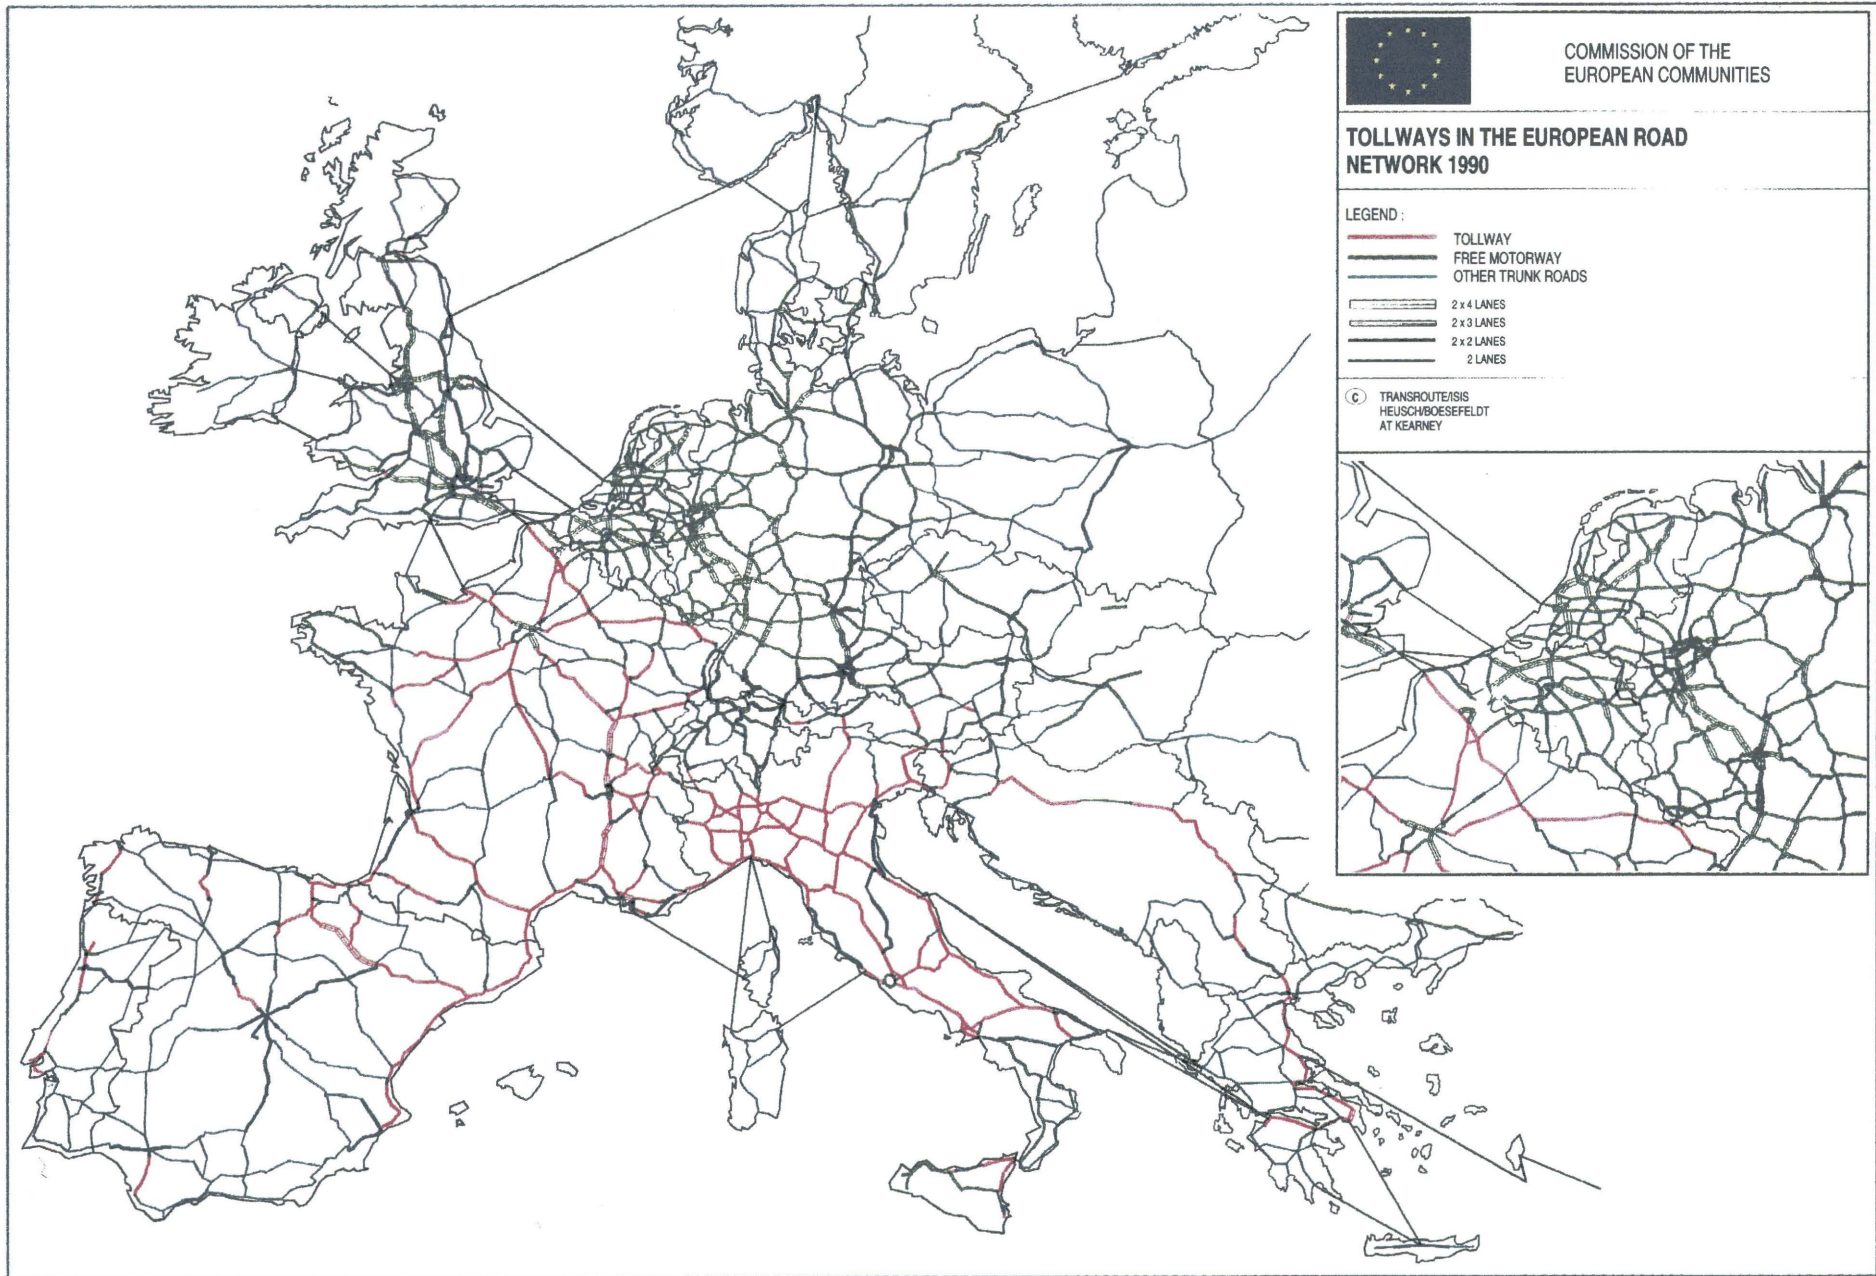 COMMISSION OF THE
EUROPEAN COMMUNITIES
TOLLWAYS IN THE EUROPEAN ROAD
NETWORK 1990
LEGEND :
TOLLWAY
FREE MOTORWAY
OTHER TRUNK ROADS
2 x 4 LANES
2 x 3 LANES
2 x 2 LANES
2 LANES
C TRANSROUTE/ISIS
HEUSCH/BOESEFELDT
AT KEARNEY